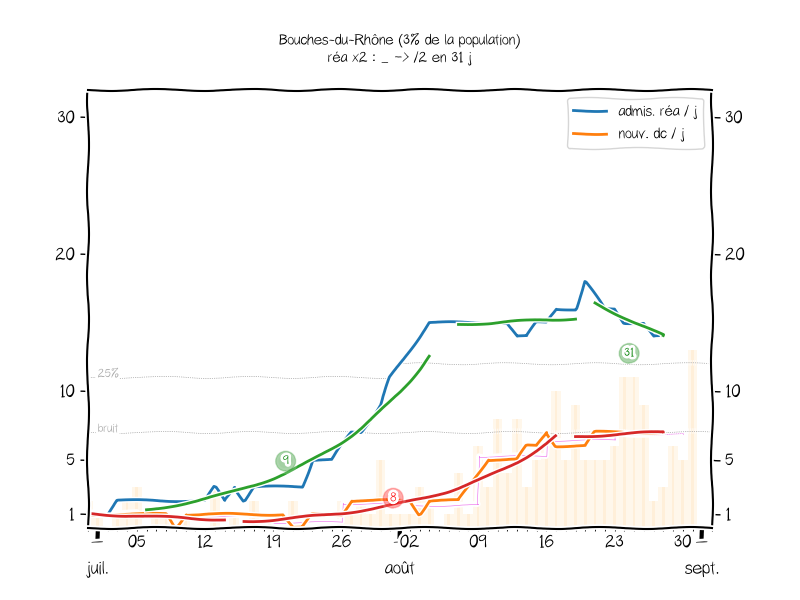 Bouches-du-Rhône (3% de la population)
réa x2 : _ -> /2 en 31 j
admis. réa / j
nouv. dc / j
30
30
20
20
25%
31
10
10
bruit
9
5
5
8
1
1
05 12 19 26 02 09 16 23 30
juil. août sept.